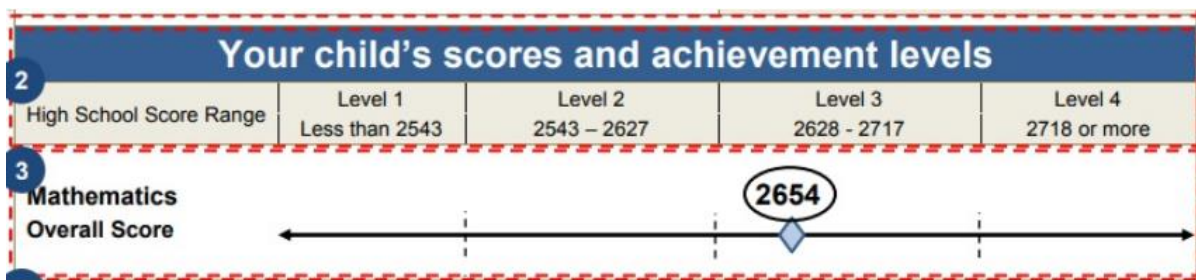 Your child's scores and achievement levels
2
High School Score Range
Level 1
Less than 2543
Level 2
2543 – 2627
Level 3
2628 - 2717
Level 4
2718 or more
3
Mathematics
Overall Score
2654